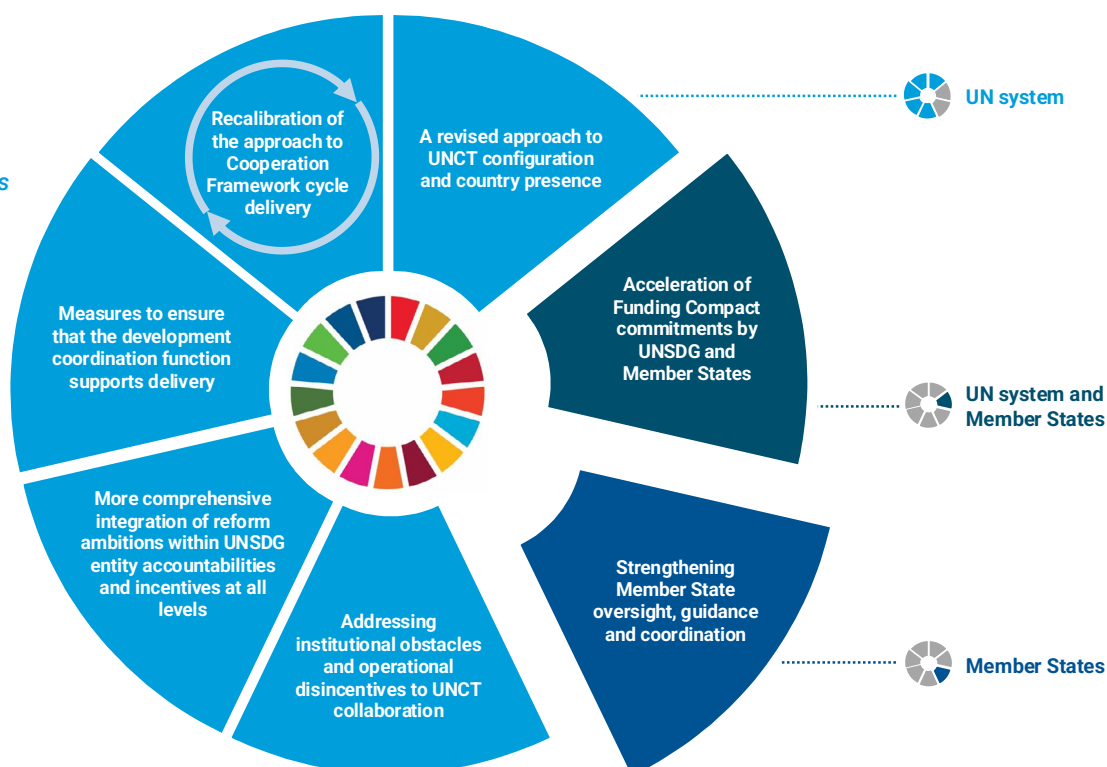 Recalibration of
the approach to
Cooperation
Framework cycle
delivery
A revised approach to
UNCT configuration
and country presence
UN system
s
Acceleration of
Funding Compact
commitments by
UNSDG and
Member States
Measures to ensure
that the development
coordination function
supports delivery
UN system and
Member States
More comprehensive
integration of reform
ambitions within UNSDG
entity accountabilities
and incentives at all
levels
Strengthening
Member State
oversight, guidance
and coordination
Addressing
institutional obstacles
and operational
disincentives to UNCT
collaboration
Member States